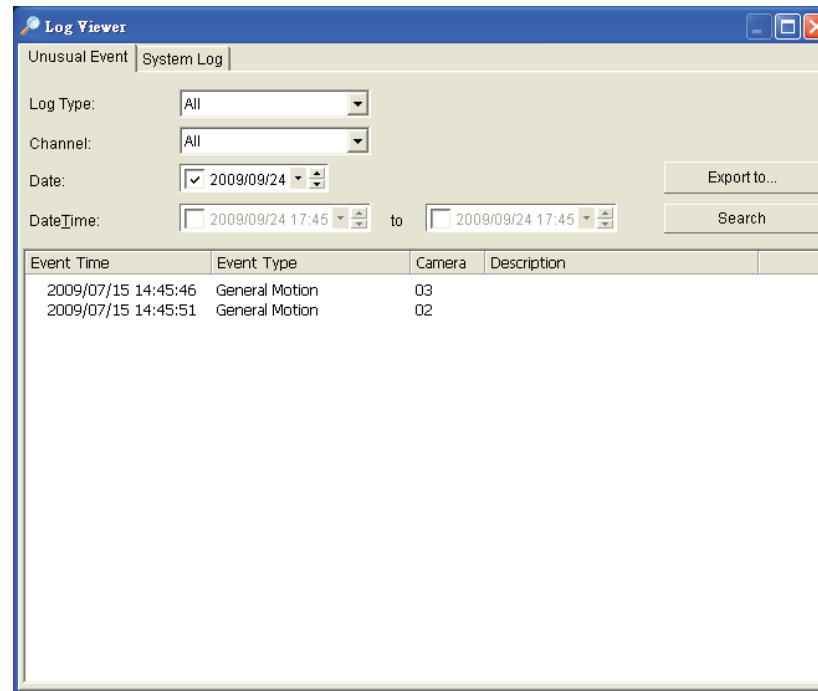 Log Viewer
Unusual Event System Log
Log Type: All
Channel: All
Date: 2009/09/24 Export to...
DateTime: 2009/09/24 17:45 to 2009/09/24 17:45 Search
Event Time Event Type Camera Description
2009/07/15 14:45:46 General Motion 03
2009/07/15 14:45:51 General Motion 02